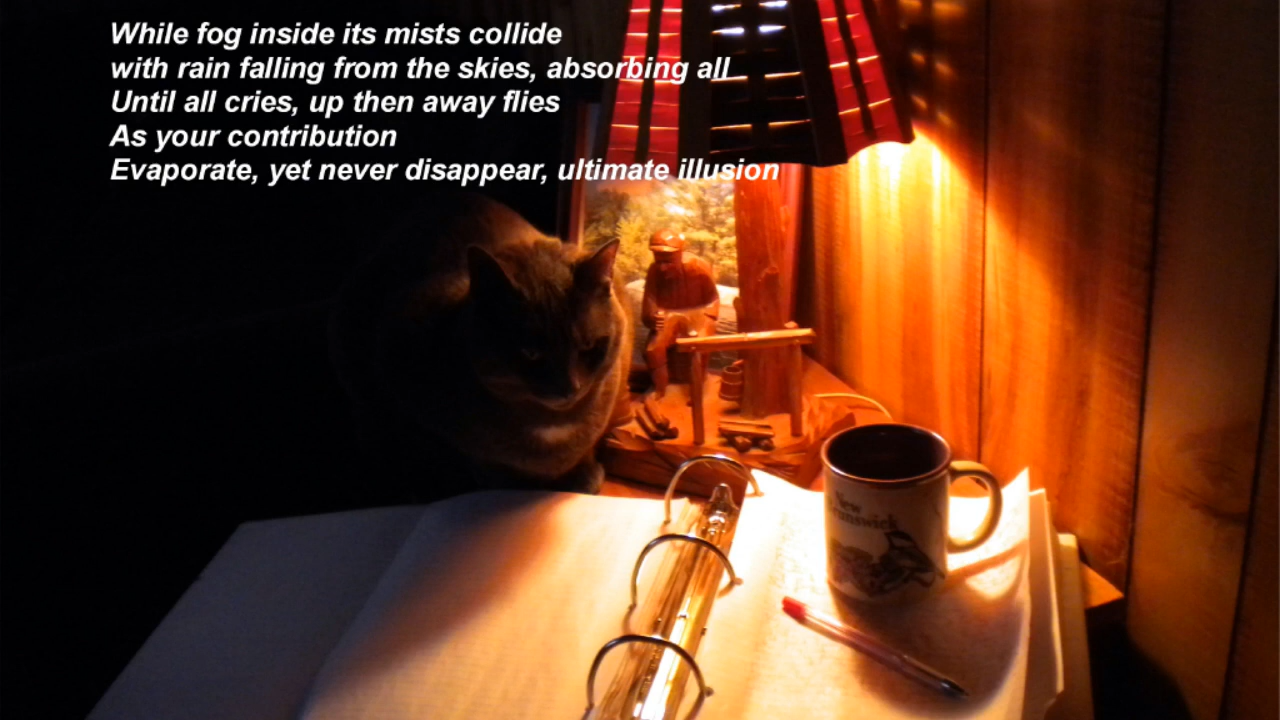 While fog inside its mists collide
with rain falling from the skies, absorbing all
Until all cries, up then away flies
As your contribution
Evaporate, yet never disappear, ultimate illusion
New
Brunswick